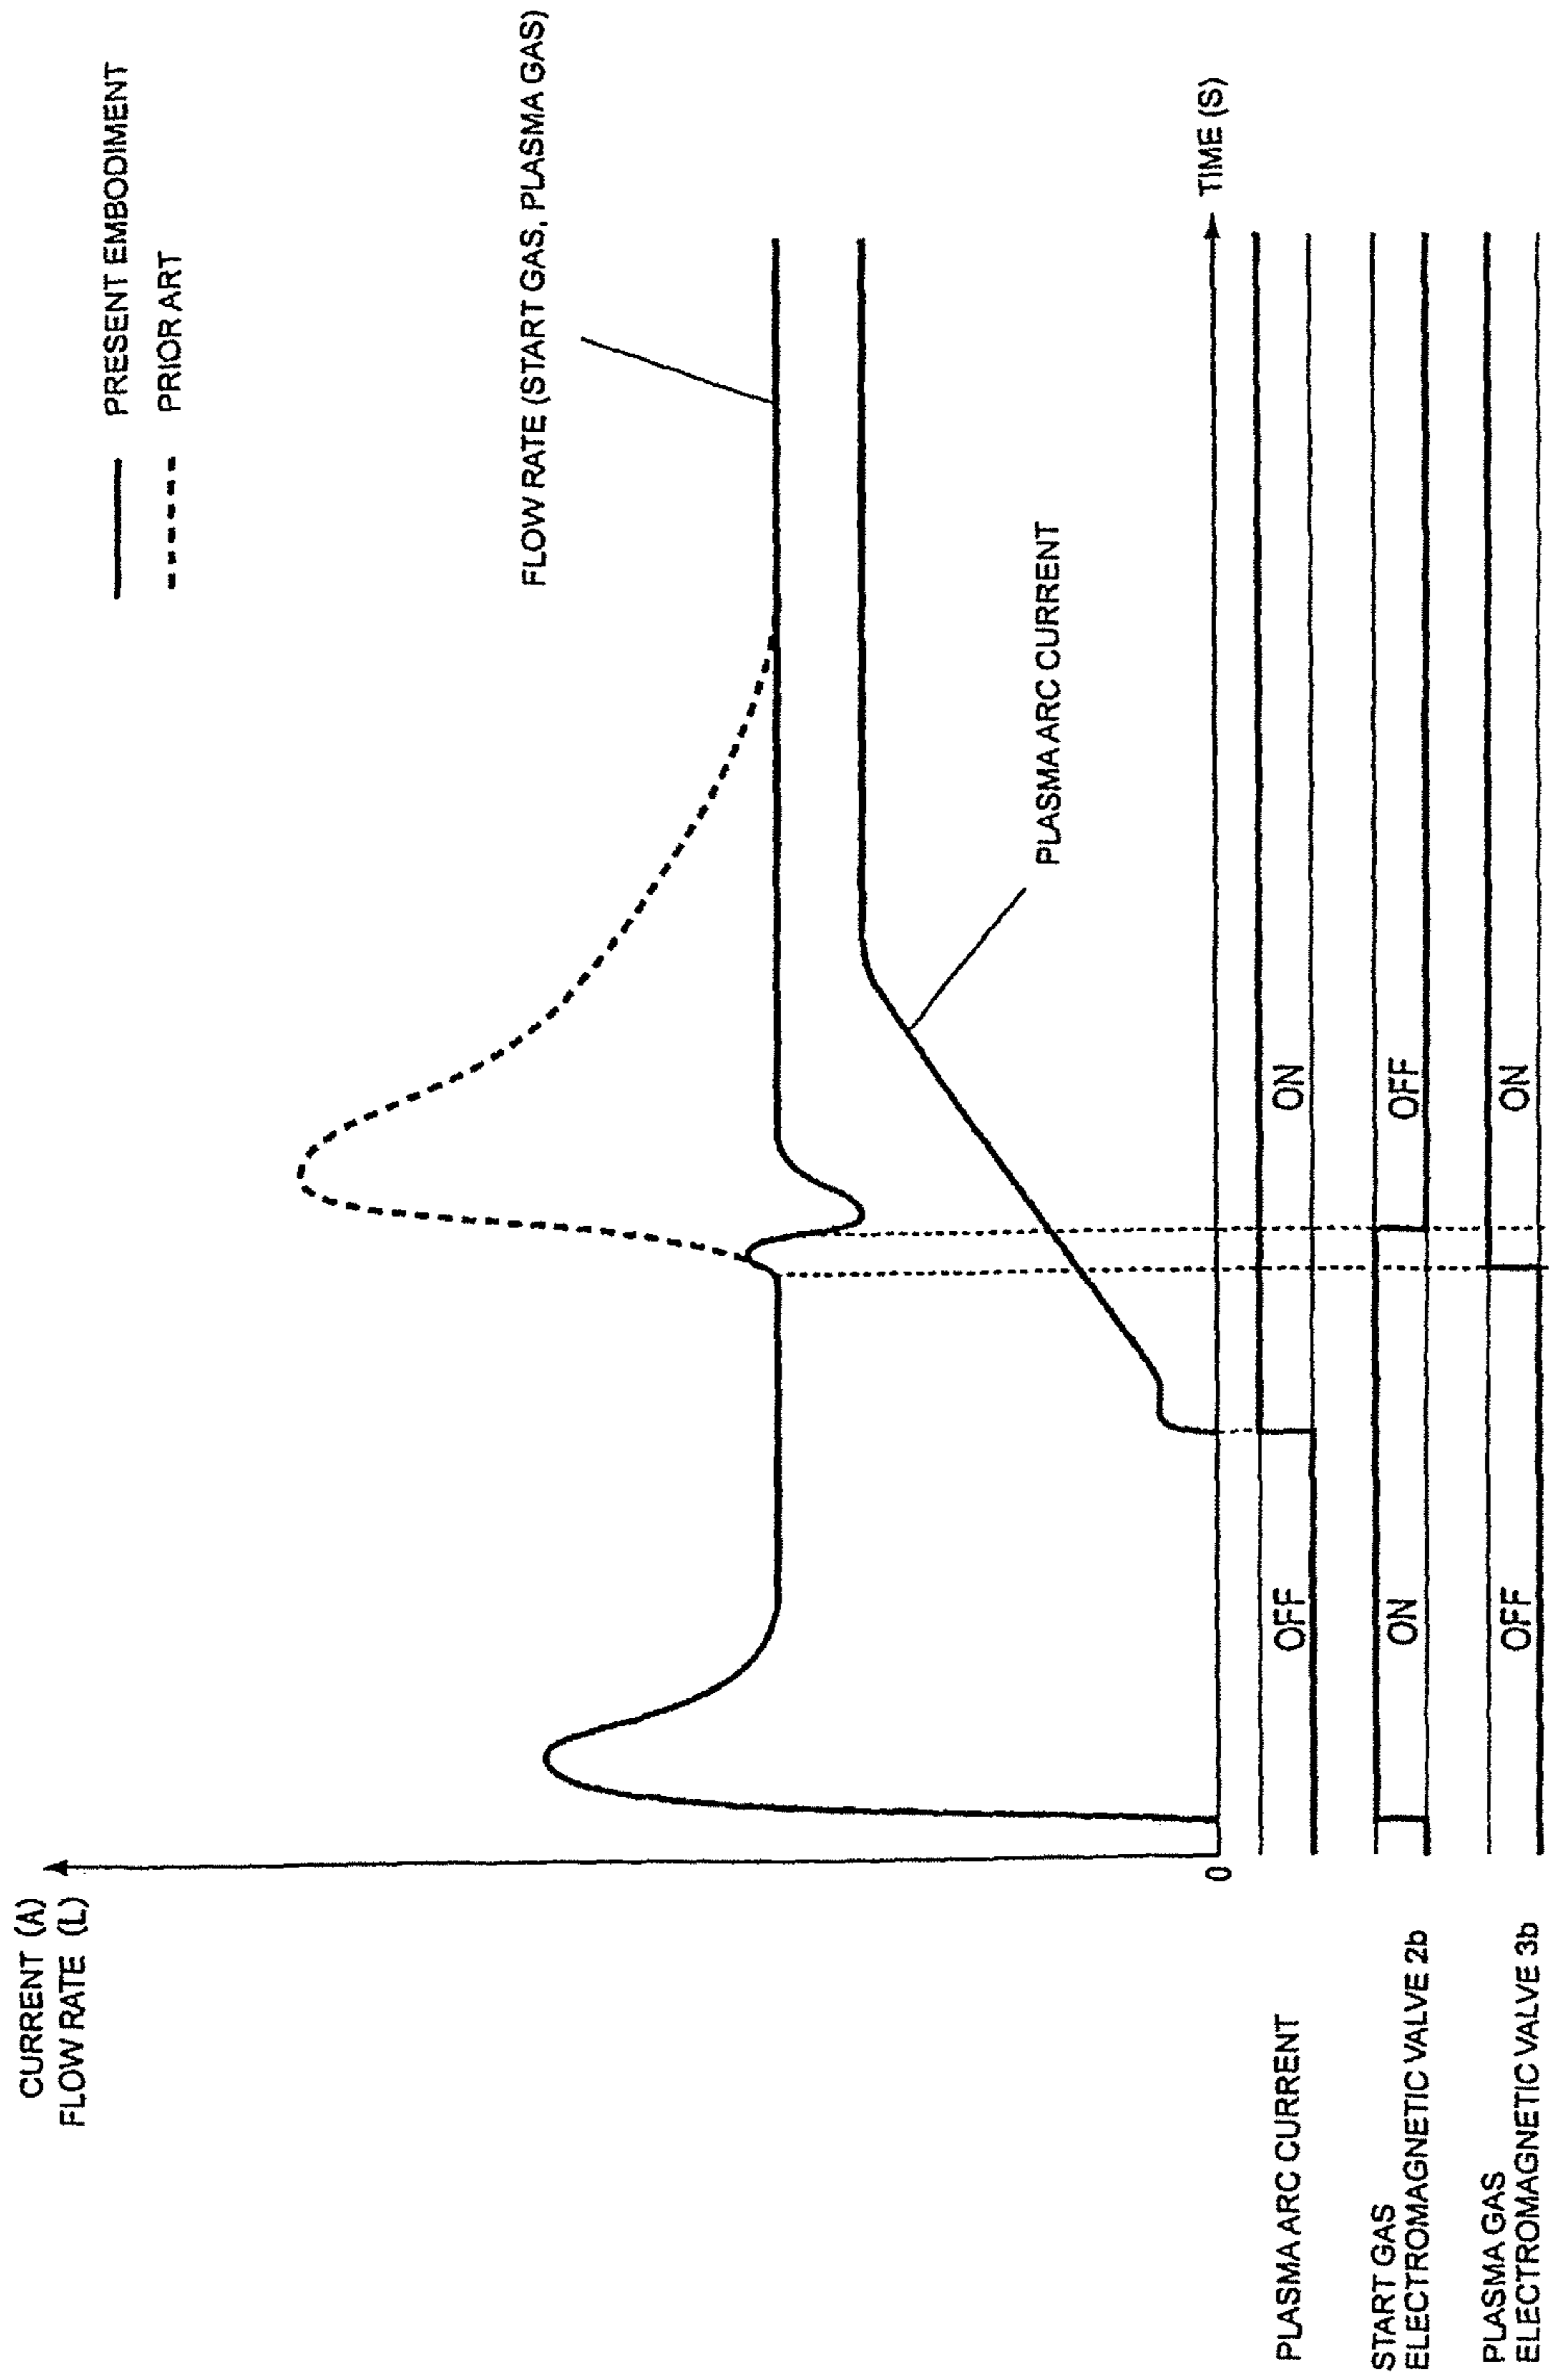 CURRENT (A)
FLOW RATE (L)
PRESENT EMBODIMENT
PRIOR ART
FLOW RATE (START GAS, PLASMA GAS)
PLASMA ARC CURRENT
0
TIME (S)
PLASMA ARC CURRENT
OFF
ON
START GAS
ELECTROMAGNETIC VALVE 2b
ON
OFF
PLASMA GAS
ELECTROMAGNETIC VALVE 3b
OFF
ON